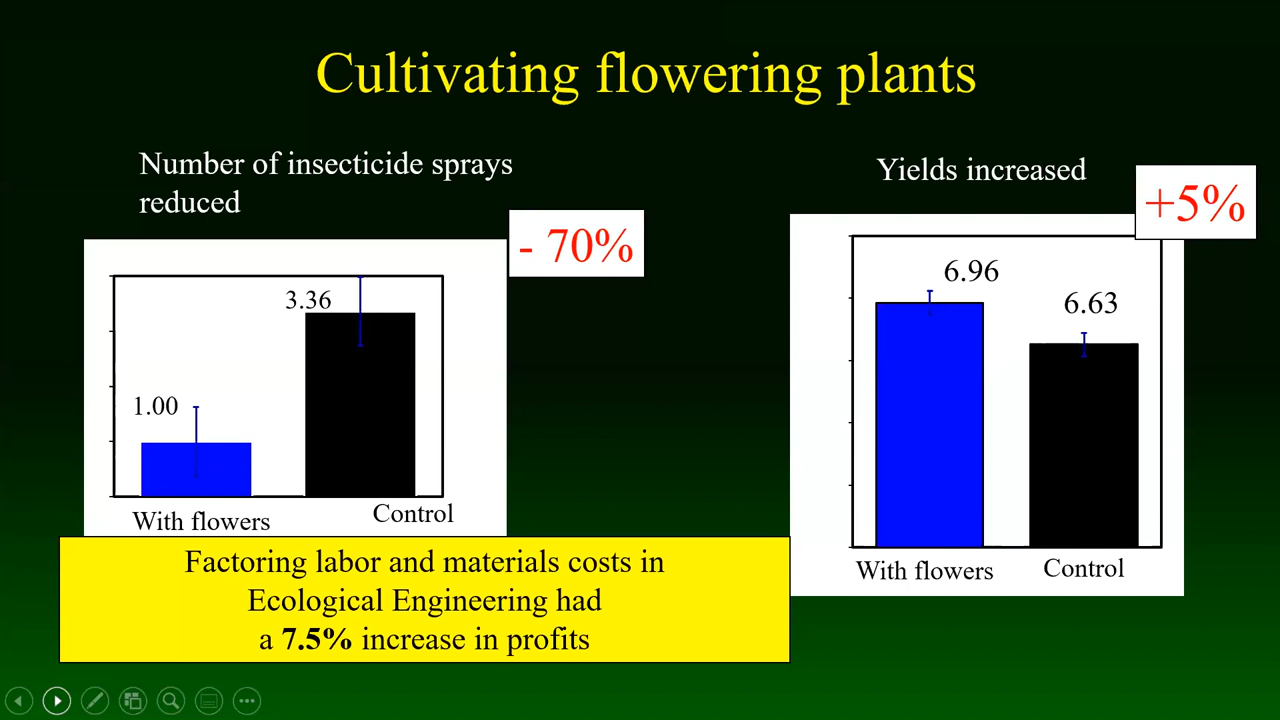 Cultivating flowering plants
Number of insecticide sprays
reduced
- 70%
3.36
1.00
With flowers
Control
Yields increased
+5%
6.96
6.63
With flowers
Control
Factoring labor and materials costs in
Ecological Engineering had
a 7.5% increase in profits